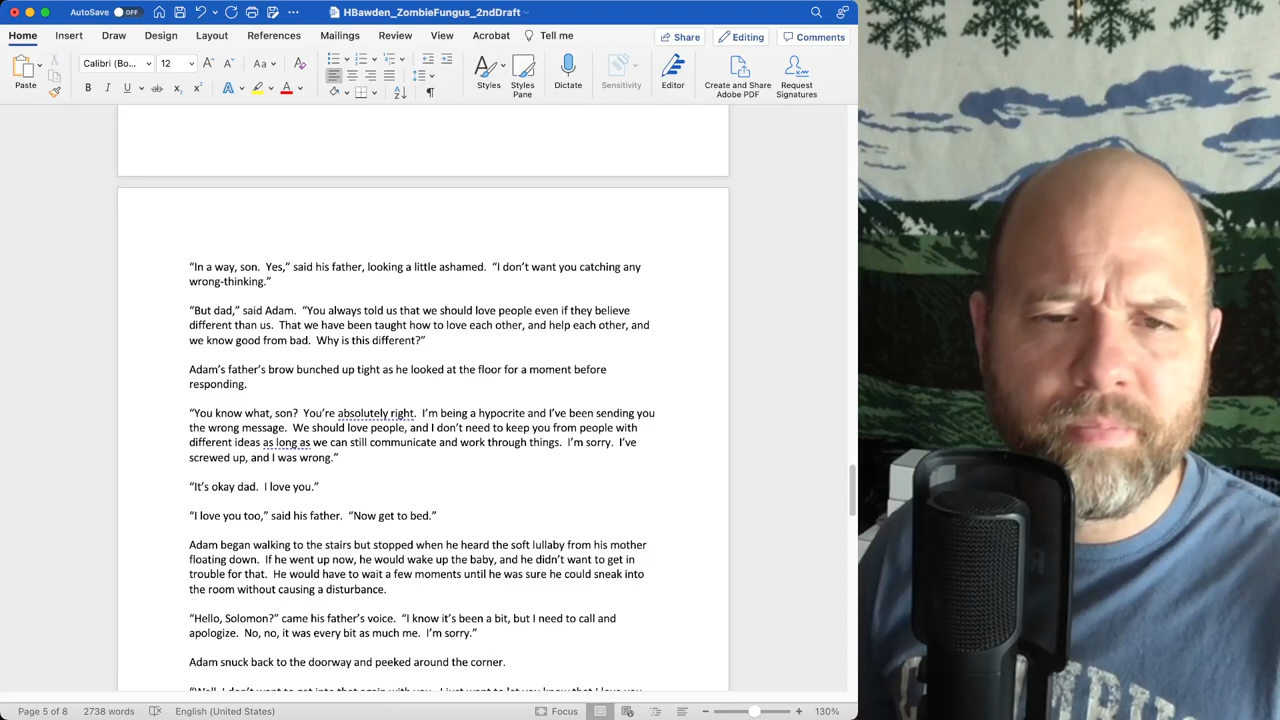 AutoSave OFF
HBawden_ZombieFungus_2ndDraft
Home Insert Draw Design Layout References Mailings Review View Acrobat Tell me
Share Editing Comments
Calibri (Bo... 12
Paste
Styles
Styles Pane
Dictate
Sensitivity
Editor
Create and Share Adobe PDF
Request Signatures
“In a way, son.  Yes,” said his father, looking a little ashamed.  “I don’t want you catching any
wrong-thinking.”
“But dad,” said Adam.  “You always told us that we should love people even if they believe
different than us.  That we have been taught how to love each other, and help each other, and
we know good from bad.  Why is this different?”
Adam’s father’s brow bunched up tight as he looked at the floor for a moment before
responding.
“You know what, son?  You’re absolutely right.  I’m being a hypocrite and I’ve been sending you
the wrong message.  We should love people, and I don’t need to keep you from people with
different ideas as long as we can still communicate and work through things.  I’m sorry.  I’ve
screwed up, and I was wrong.”
“It’s okay dad.  I love you.”
“I love you too,” said his father.  “Now get to bed.”
Adam began walking to the stairs but stopped when he heard the soft lullaby from his mother
floating down.  If he went up now, he would wake up the baby, and he didn’t want to get in
trouble for that.  He would have to wait a few moments until he was sure he could sneak into
the room without causing a disturbance.
“Hello, Solomon?” came his father’s voice.  “I know it’s been a bit, but I need to call and
apologize.  No, no, it was every bit as much me.  I’m sorry.”
Adam snuck back to the doorway and peeked around the corner.
Page 5 of 8 2738 words English (United States) Focus 130%